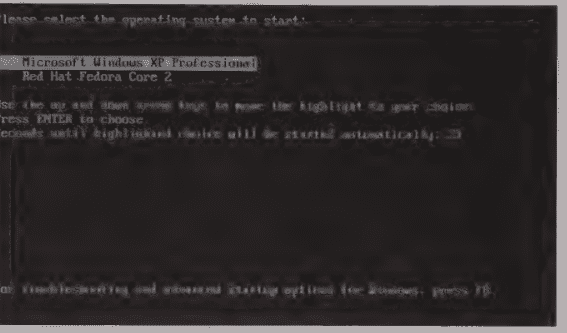 lease select the operating system to start:
Microsoft Windows XP Professional
Red Hat Fedora Core 2
se the up and down arrow keys to move the highlight to your choice.
ress ENTER to choose.
econds until highlighted choice will be started automatically:
or troubleshooting and advanced startup options for Windows, press F8.